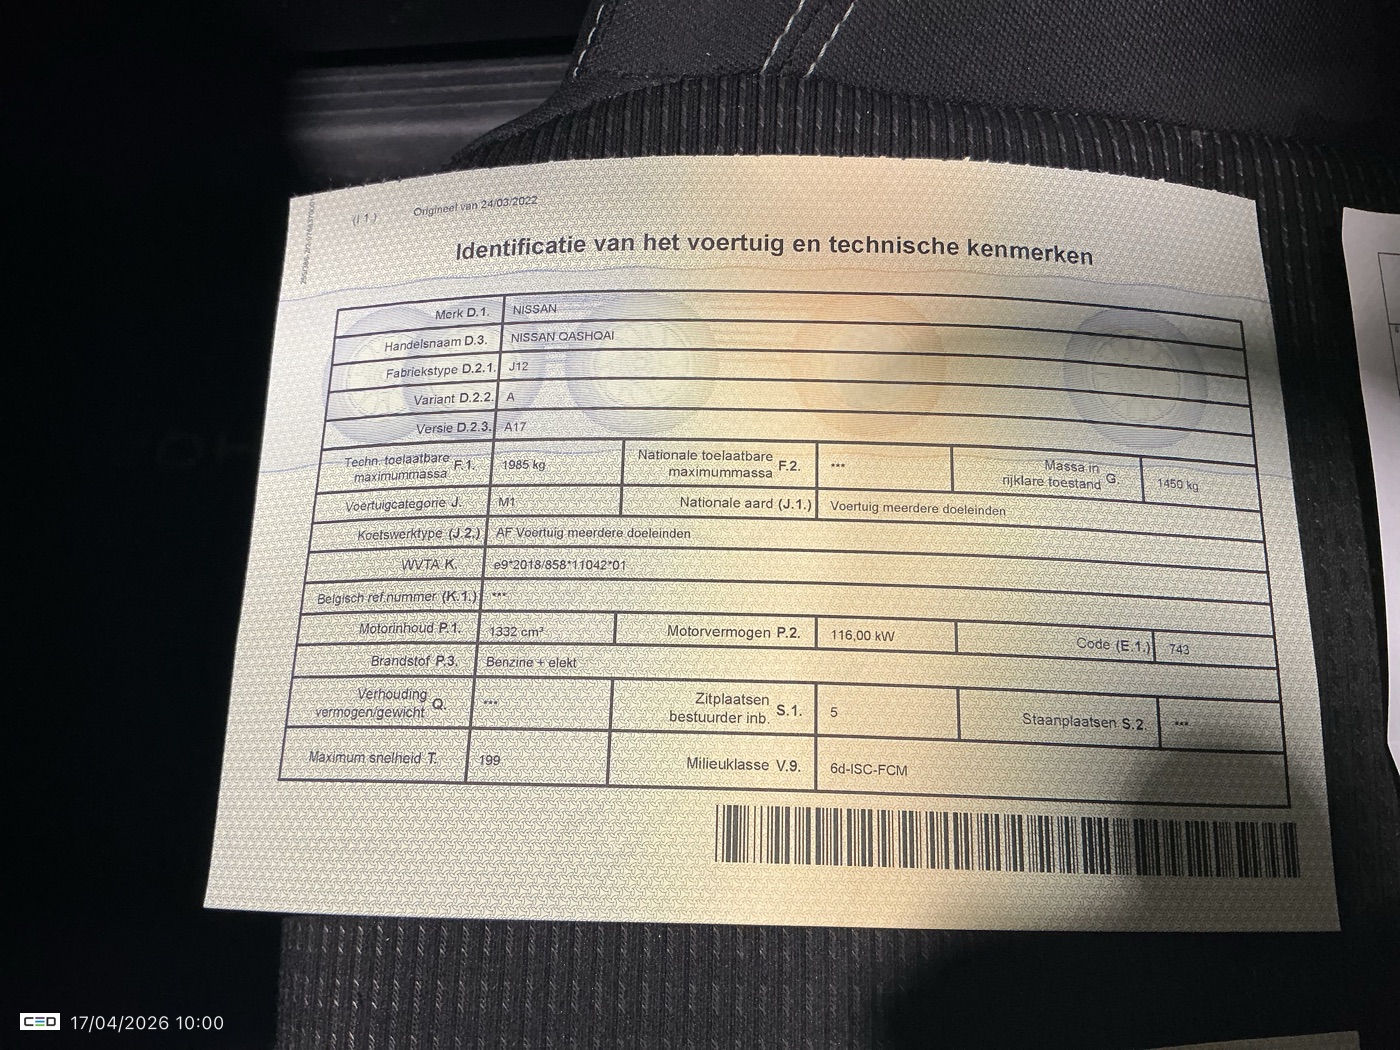 (I 1.)
Origineel van 24/03/2022
Identificatie van het voertuig en technische kenmerken
Merk D.1. NISSAN
Handelsnaam D.3. NISSAN QASHQAI
Fabriekstype D.2.1. J12
Variant D.2.2. A
Versie D.2.3. A17
Techn. toelaatbare maximummassa F.1. 1985 kg Nationale toelaatbare maximummassa F.2. *** Massa in rijklare toestand G. 1450 kg
Voertuigcategorie J. M1 Nationale aard (J.1.) Voertuig meerdere doeleinden
Koetswerktype (J.2.) AF Voertuig meerdere doeleinden
WVTA K. e9*2018/858*11042*01
Belgisch ref.nummer (K.1.) ***
Motorinhoud P.1. 1332 cm³ Motorvermogen P.2. 116,00 kW Code (E.1.) 743
Brandstof P.3. Benzine + elekt
Verhouding vermogen/gewicht Q. *** Zitplaatsen bestuurder inb. S.1. 5 Staanplaatsen S.2. ***
Maximum snelheid T. 199 Milieuklasse V.9. 6d-ISC-FCM
CED 17/04/2026 10:00